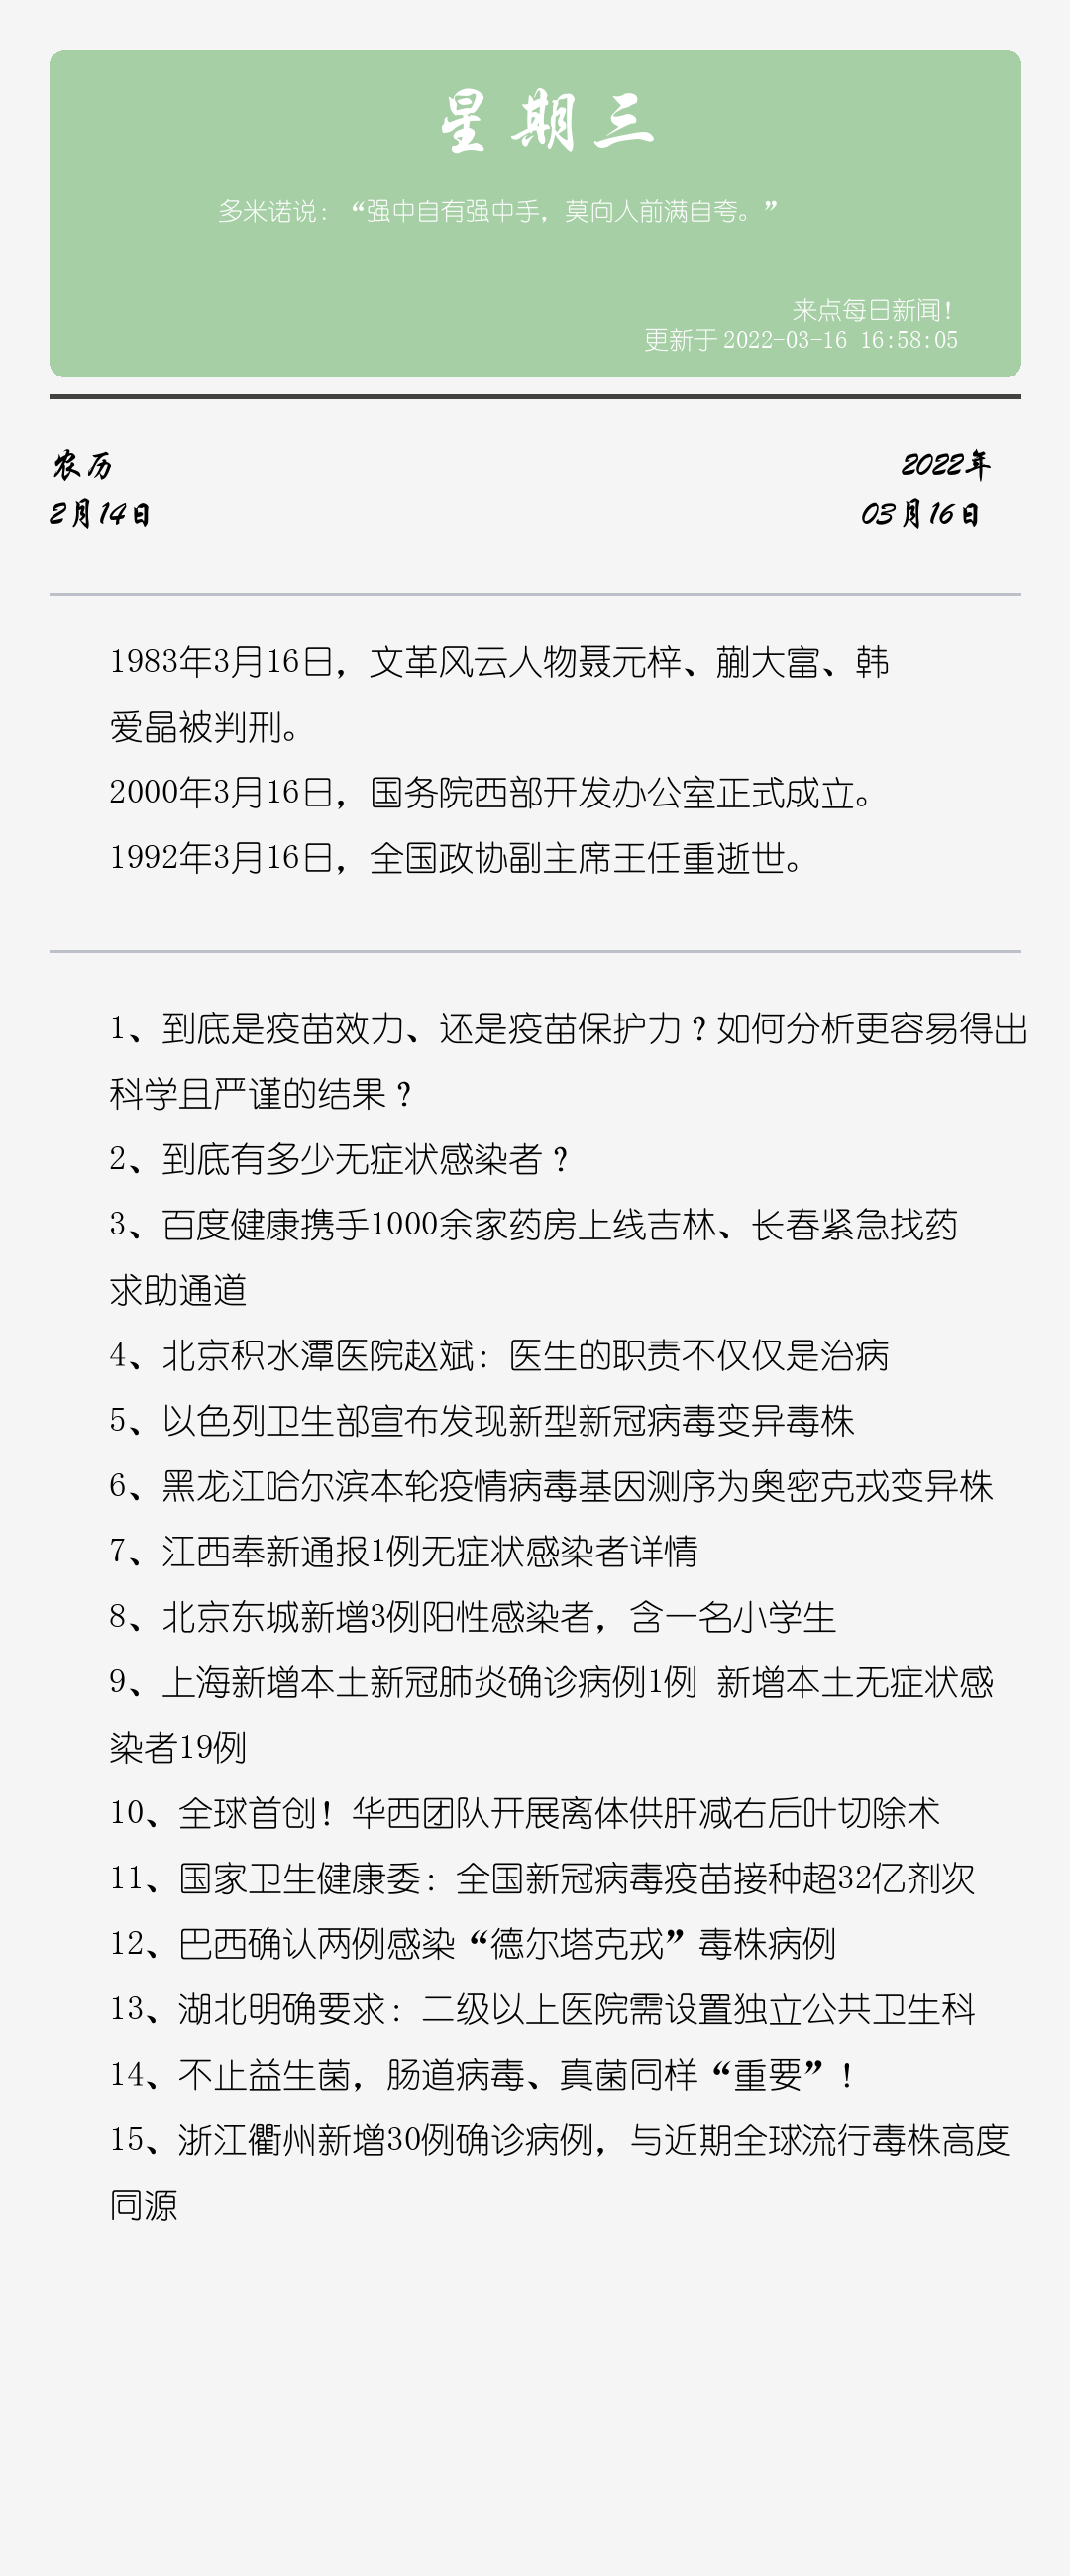 星期三
多米诺说：“强中自有强中手，莫向人前满自夸。”
来点每日新闻！
更新于 2022-03-16 16:58:05
农历
2022年
2月14日
03月16日
1983年3月16日，文革风云人物聂元梓、蒯大富、韩
爱晶被判刑。
2000年3月16日，国务院西部开发办公室正式成立。
1992年3月16日，全国政协副主席王任重逝世。
1、到底是疫苗效力、还是疫苗保护力？如何分析更容易得出
科学且严谨的结果？
2、到底有多少无症状感染者？
3、百度健康携手1000余家药房上线吉林、长春紧急找药
求助通道
4、北京积水潭医院赵斌：医生的职责不仅仅是治病
5、以色列卫生部宣布发现新型新冠病毒变异毒株
6、黑龙江哈尔滨本轮疫情病毒基因测序为奥密克戎变异株
7、江西奉新通报1例无症状感染者详情
8、北京东城新增3例阳性感染者，含一名小学生
9、上海新增本土新冠肺炎确诊病例1例 新增本土无症状感
染者19例
10、全球首创！华西团队开展离体供肝减右后叶切除术
11、国家卫生健康委：全国新冠病毒疫苗接种超32亿剂次
12、巴西确认两例感染“德尔塔克戎”毒株病例
13、湖北明确要求：二级以上医院需设置独立公共卫生科
14、不止益生菌，肠道病毒、真菌同样“重要”！
15、浙江衢州新增30例确诊病例，与近期全球流行毒株高度
同源